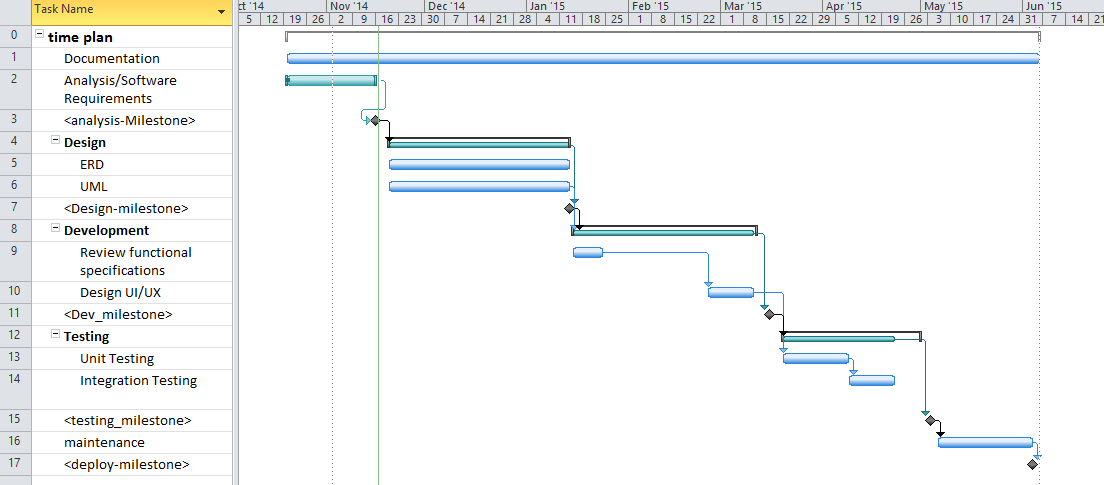 Task Name
ct '14 Nov '14 Dec '14 Jan '15 Feb '15 Mar '15 Apr '15 May '15 Jun '15
5 12 19 26 2 9 16 23 30 7 14 21 28 4 11 18 25 1 8 15 22 1 8 15 22 29 5 12 19 26 3 10 17 24 31 7 14 21
0 time plan
1 Documentation
2 Analysis/Software
Requirements
3 <analysis-Milestone>
4 Design
5 ERD
6 UML
7 <Design-milestone>
8 Development
9 Review functional
specifications
10 Design UI/UX
11 <Dev_milestone>
12 Testing
13 Unit Testing
14 Integration Testing
15 <testing_milestone>
16 maintenance
17 <deploy-milestone>